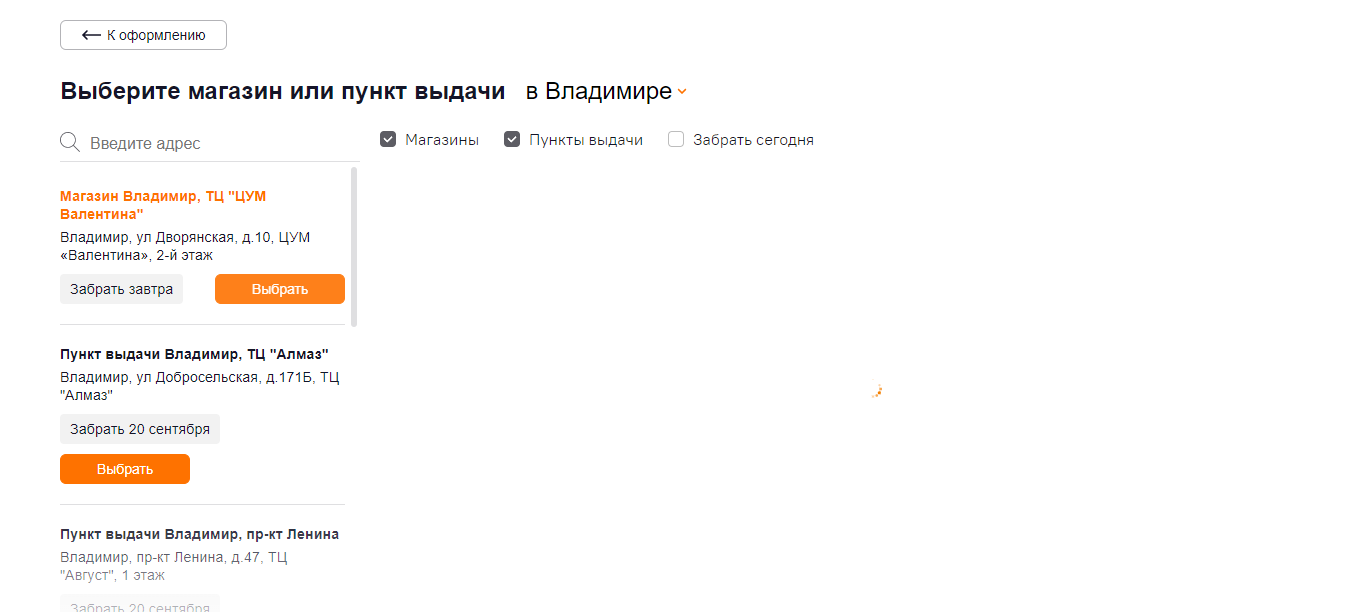 К оформлению
Выберите магазин или пункт выдачи в Владимире
Введите адрес
Магазины Пункты выдачи Забрать сегодня
Магазин Владимир, ТЦ "ЦУМ
Валентина"
Владимир, ул Дворянская, д.10, ЦУМ
«Валентина», 2-й этаж
Забрать завтра Выбрать
Пункт выдачи Владимир, ТЦ "Алмаз"
Владимир, ул Добросельская, д.171Б, ТЦ
"Алмаз"
Забрать 20 сентября
Выбрать
Пункт выдачи Владимир, пр-кт Ленина
Владимир, пр-кт Ленина, д.47, ТЦ
"Август", 1 этаж
Забрать 20 сентября